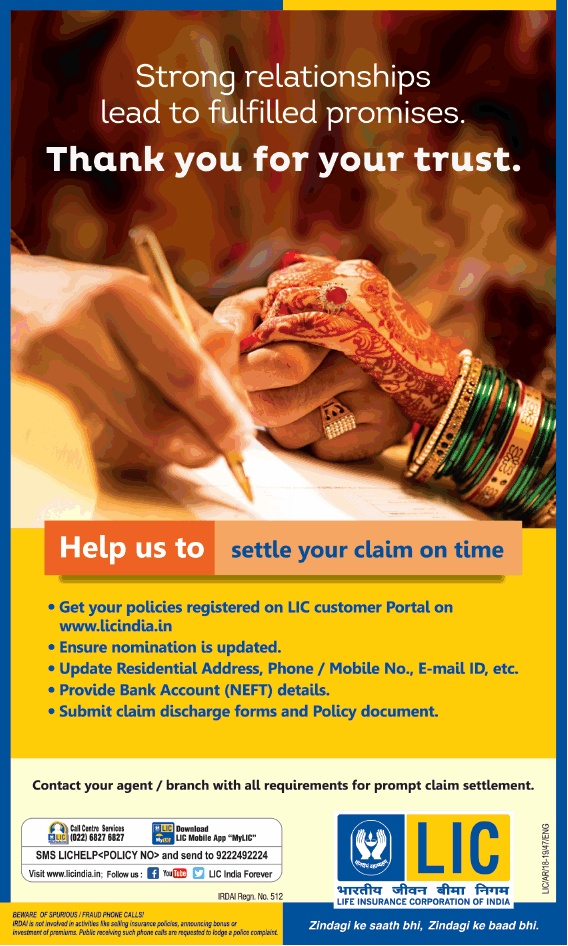 Strong relationships
lead to fulfilled promises.
Thank you for your trust.
Help us to settle your claim on time
• Get your policies registered on LIC customer Portal on
www.licindia.in
• Ensure nomination is updated.
• Update Residential Address, Phone / Mobile No., E-mail ID, etc.
• Provide Bank Account (NEFT) details.
• Submit claim discharge forms and Policy document.
Contact your agent / branch with all requirements for prompt claim settlement.
Call Centre Services
(022) 6827 6827
Download
LIC Mobile App “MyLIC”
SMS LICHELP<POLICY NO> and send to 9222492224
Visit www.licindia.in; Follow us : f YouTube LIC India Forever
IRDAI Regn. No. 512
LIC
भारतीय जीवन बीमा निगम
LIFE INSURANCE CORPORATION OF INDIA
LIC/AR/18-19/47/ENG
BEWARE OF SPURIOUS / FRAUD PHONE CALLS!
IRDAI is not involved in activities like selling insurance policies, announcing bonus or
investment of premiums. Public receiving such phone calls are requested to lodge a police complaint.
Zindagi ke saath bhi, Zindagi ke baad bhi.